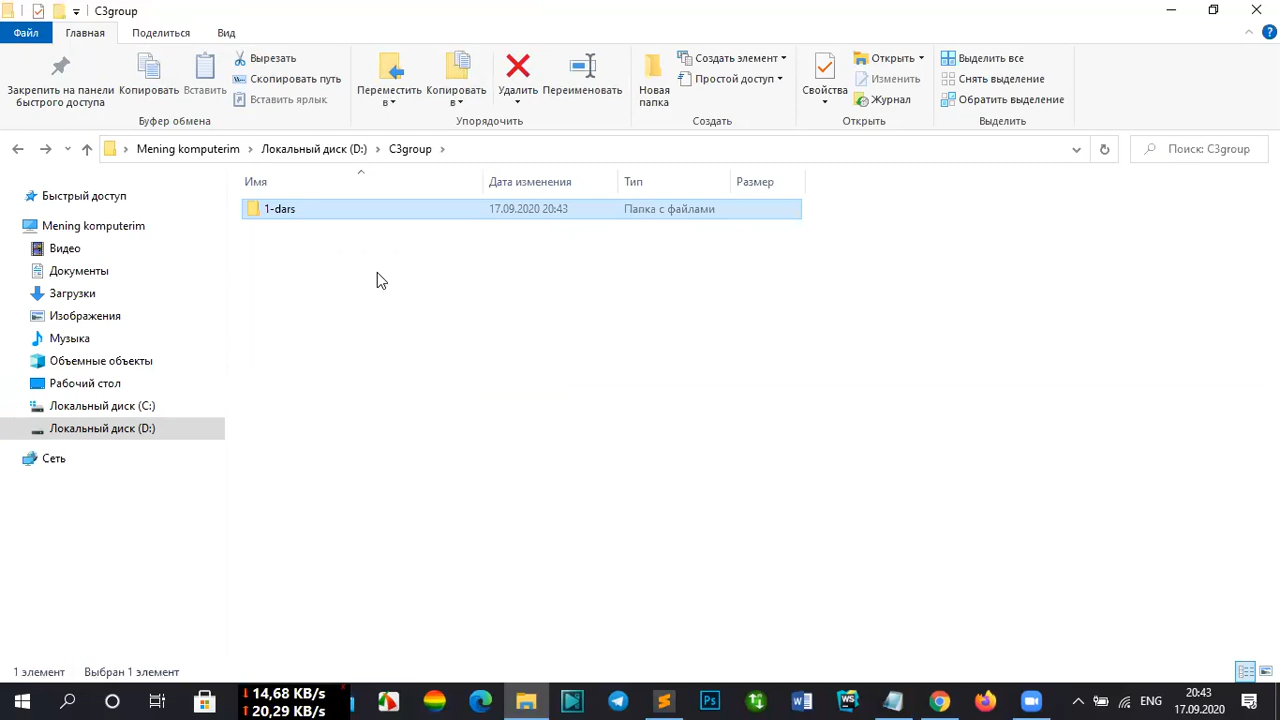 C3group
Файл
Главная
Поделиться
Вид
Закрепить на панели
быстрого доступа
Копировать
Вставить
Вырезать
Скопировать путь
Вставить ярлык
Буфер обмена
Переместить
в
Копировать
в
Удалить
Переименовать
Упорядочить
Новая
папка
Создать элемент
Простой доступ
Создать
Свойства
Открыть
Изменить
Журнал
Открыть
Выделить все
Снять выделение
Обратить выделение
Выделить
Mening komputerim
Локальный диск (D:)
C3group
Поиск: C3group
Имя
Дата изменения
Тип
Размер
1-dars
17.09.2020 20:43
Папка с файлами
Быстрый доступ
Mening komputerim
Видео
Документы
Загрузки
Изображения
Музыка
Объемные объекты
Рабочий стол
Локальный диск (C:)
Локальный диск (D:)
Сеть
1 элемент
Выбран 1 элемент
14,68 KB/s
20,29 KB/s
ENG
20:43
17.09.2020